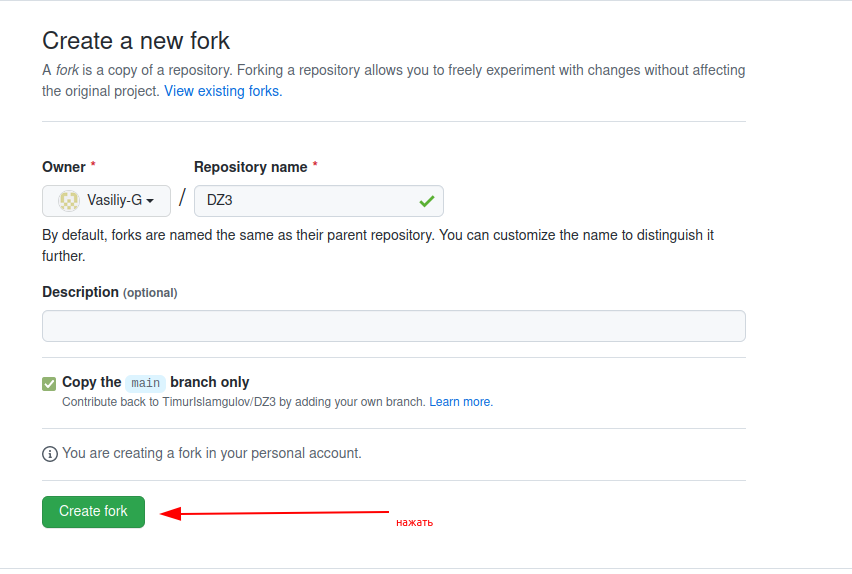 Create a new fork
A fork is a copy of a repository. Forking a repository allows you to freely experiment with changes without affecting
the original project. View existing forks.
Owner * Repository name *
Vasiliy-G / DZ3
By default, forks are named the same as their parent repository. You can customize the name to distinguish it
further.
Description (optional)
Copy the main branch only
Contribute back to TimurIslamgulov/DZ3 by adding your own branch. Learn more.
You are creating a fork in your personal account.
Create fork
нажать